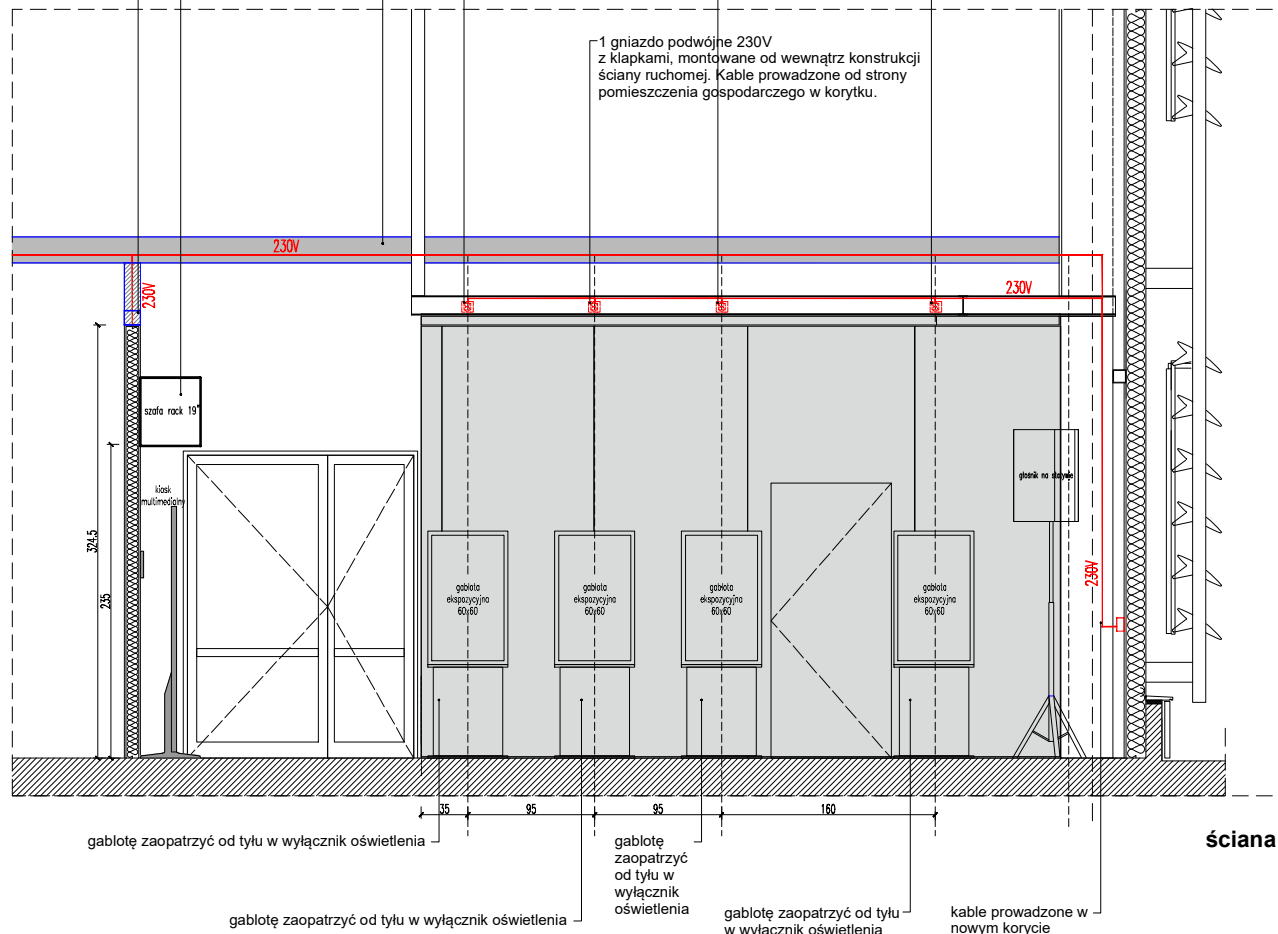 1 gniazdo podwójne 230V
z klapkami, montowane od wewnątrz konstrukcji
ściany ruchomej. Kable prowadzone od strony
pomieszczenia gospodarczego w korytku.
230V
230V
230V
szafa rack 19"
kiosk
multimedialny
głośnik na statywie
324.5
235
230V
gablota
ekspozycyjna
60x60
gablota
ekspozycyjna
60x60
gablota
ekspozycyjna
60x60
gablota
ekspozycyjna
60x60
35
95
95
160
gablotę zaopatrzyć od tyłu w wyłącznik oświetlenia
gablotę
zaopatrzyć
od tyłu w
wyłącznik
oświetlenia
ściana
gablotę zaopatrzyć od tyłu w wyłącznik oświetlenia
gablotę zaopatrzyć od tyłu
w wyłącznik oświetlenia
kable prowadzone w
nowym korycie